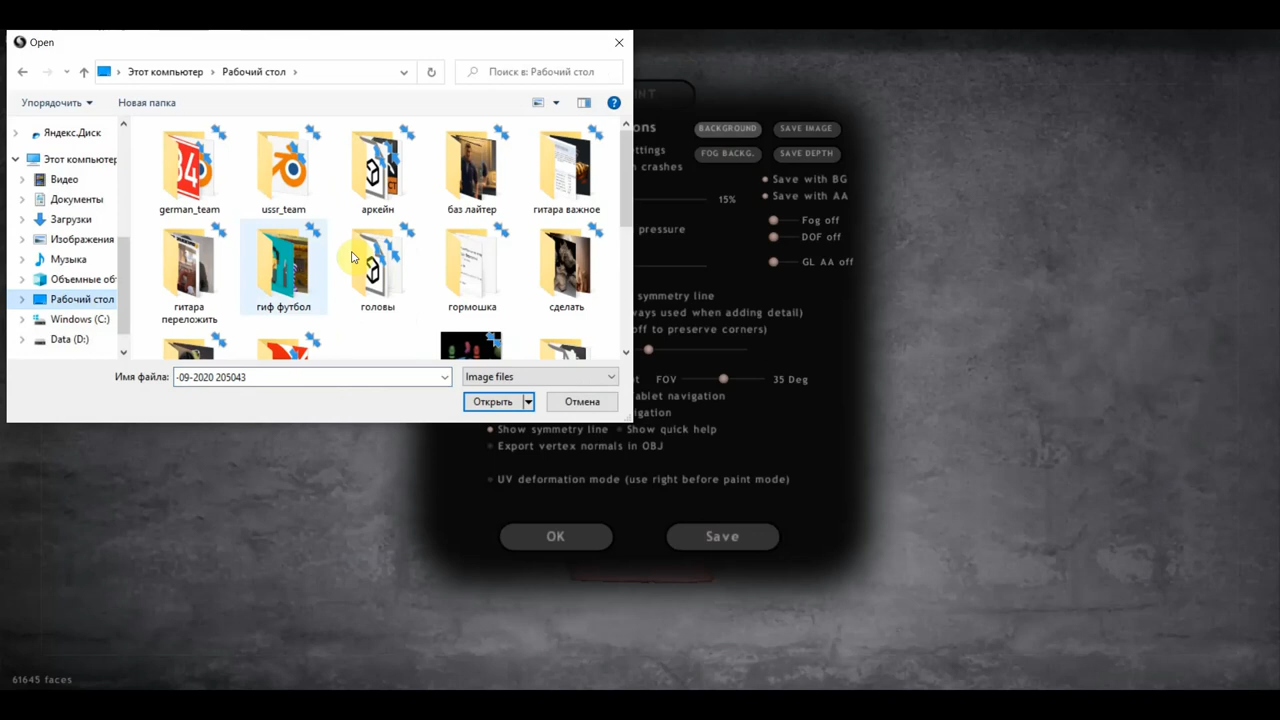 Open
Этот компьютер › Рабочий стол ›
Поиск в: Рабочий стол
Упорядочить
Новая папка
Яндекс.Диск
Этот компьютер
Видео
Документы
Загрузки
Изображения
Музыка
Объемные об
Рабочий стол
Windows (C:)
Data (D:)
german_team
ussr_team
аркейн
баз лайтер
гитара важное
гитара переложить
гиф футбол
головы
гормошка
сделать
Имя файла:
-09-2020 205043
Image files
Открыть
Отмена
NT
ons
BACKGROUND
SAVE IMAGE
ettings
FOG BACKG.
SAVE DEPTH
n crashes
Save with BG
15%
Save with AA
Fog off
pressure
DOF off
GL AA off
symmetry line
ays used when adding detail)
off to preserve corners)
t FOV
35 Deg
ablet navigation
igation
Show symmetry line
Show quick help
Export vertex normals in OBJ
UV deformation mode (use right before paint mode)
OK
Save
61645 faces